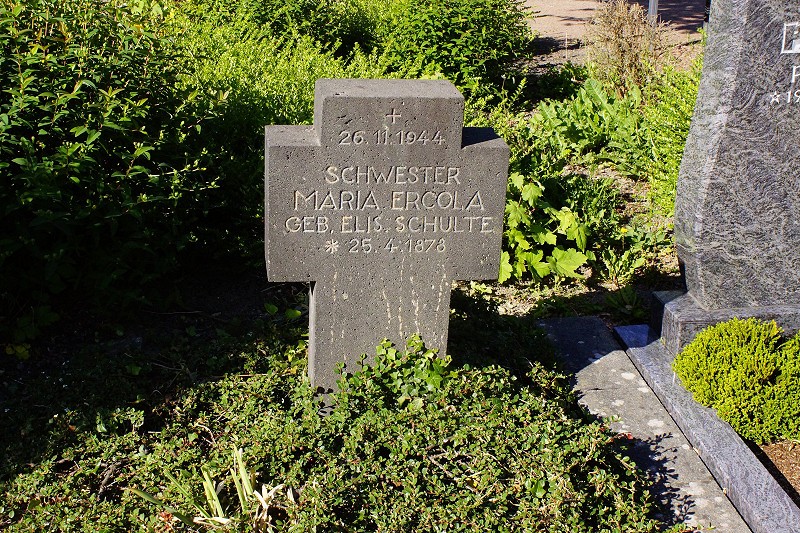 +
26.11.1944
SCHWESTER
MARIA ERCOLA
GEB. ELIS. SCHULTE
* 25.4.1878